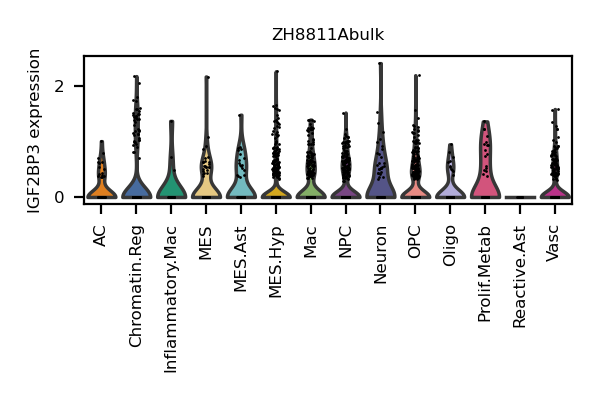 ZH8811Abulk
IGF2BP3 expression
2
0
AC
Chromatin.Reg
Inflammatory.Mac
MES
MES.Ast
MES.Hyp
Mac
NPC
Neuron
OPC
Oligo
Prolif.Metab
Reactive.Ast
Vasc